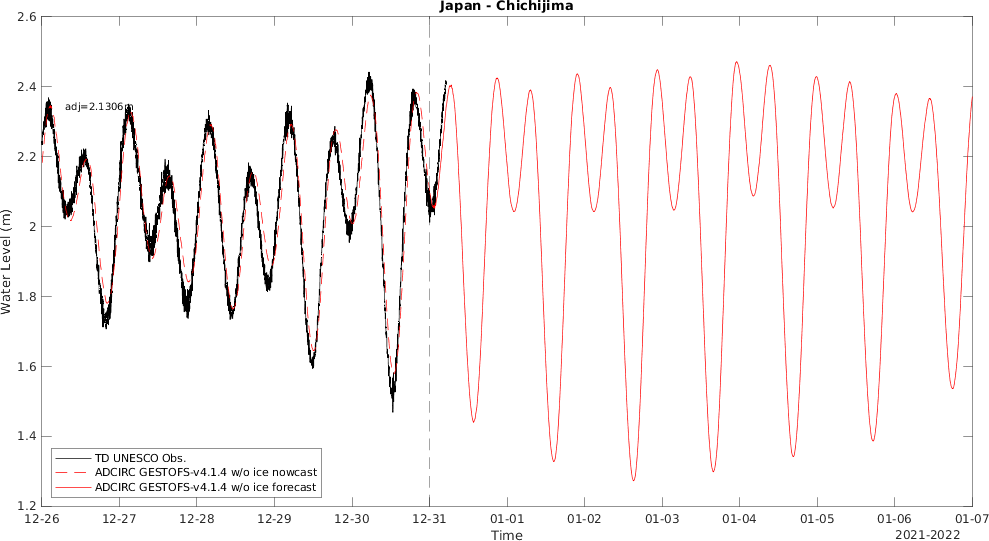 Japan - Chichijima
2.6
2.4
2.2
2
1.8
1.6
1.4
1.2
Water Level (m)
adj=2.1306m
TD UNESCO Obs.
ADCIRC GESTOFS-v4.1.4 w/o ice nowcast
ADCIRC GESTOFS-v4.1.4 w/o ice forecast
12-26 12-27 12-28 12-29 12-30 12-31 01-01 01-02 01-03 01-04 01-05 01-06 01-07
Time
2021-2022